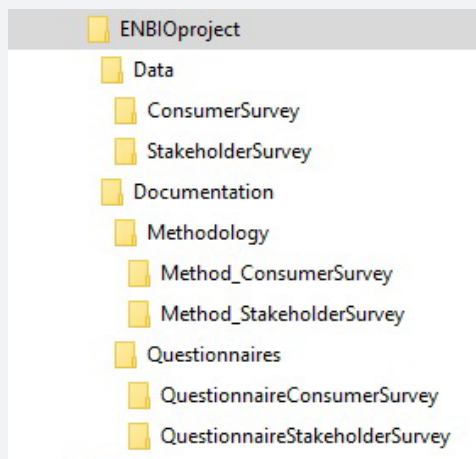 ENBIOproject
Data
ConsumerSurvey
StakeholderSurvey
Documentation
Methodology
Method_ConsumerSurvey
Method_StakeholderSurvey
Questionnaires
QuestionnaireConsumerSurvey
QuestionnaireStakeholderSurvey